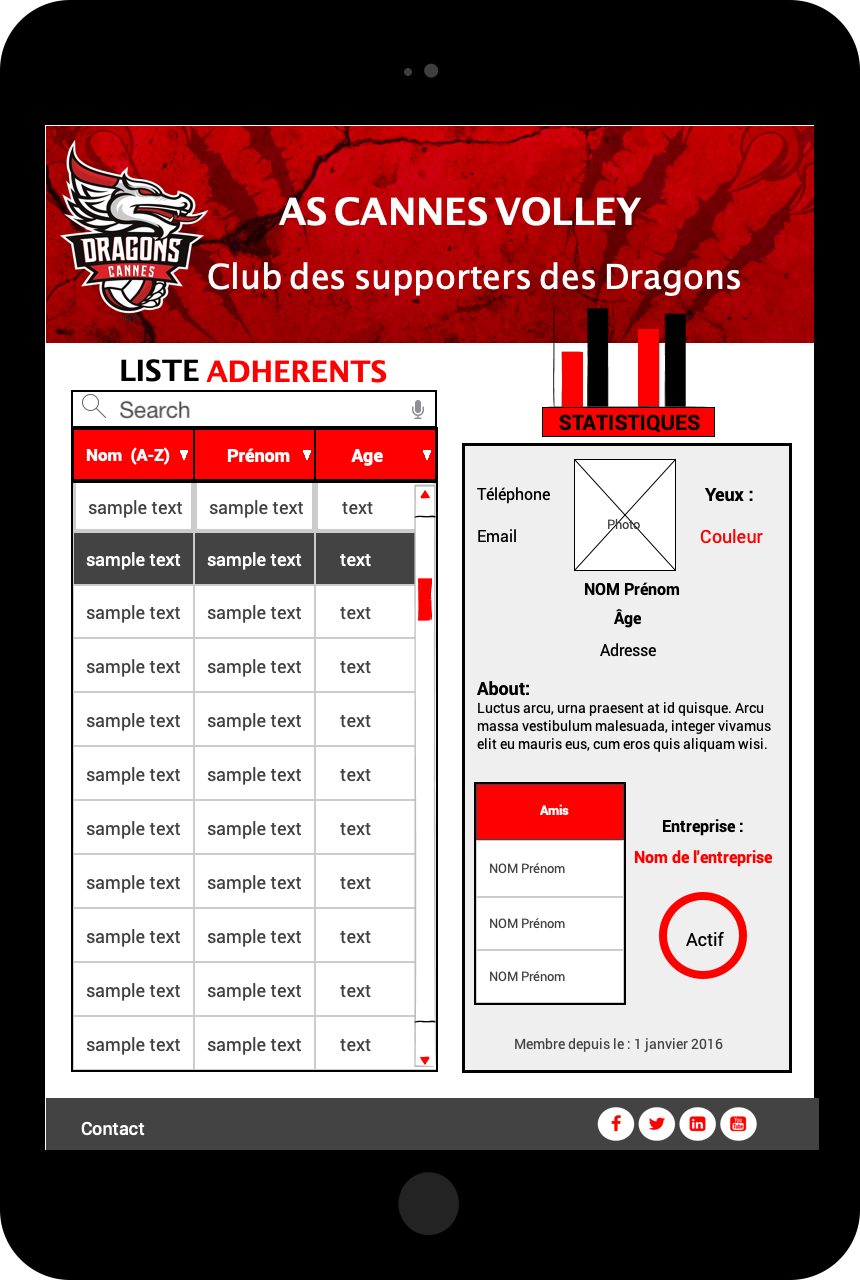 DRAGONS
CANNES
AS CANNES VOLLEY
Club des supporters des Dragons
LISTE ADHERENTS
Search
Nom (A-Z) Prénom Age
sample text sample text text
sample text sample text text
sample text sample text text
sample text sample text text
sample text sample text text
sample text sample text text
sample text sample text text
sample text sample text text
sample text sample text text
sample text sample text text
sample text sample text text
STATISTIQUES
Téléphone
Email
Photo
Yeux :
Couleur
NOM Prénom
Âge
Adresse
About:
Luctus arcu, urna praesent at id quisque. Arcu
massa vestibulum malesuada, integer vivamus
elit eu mauris eus, cum eros quis aliquam wisi.
Amis
NOM Prénom
NOM Prénom
NOM Prénom
Entreprise :
Nom de l'entreprise
Actif
Membre depuis le : 1 janvier 2016
Contact
You
Tube